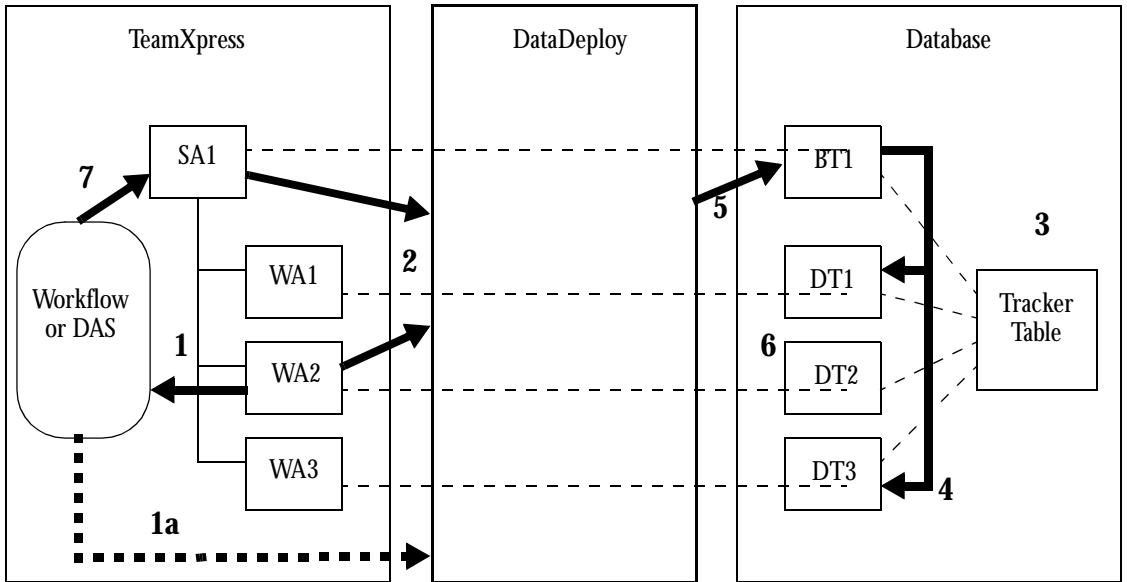 TeamXpress
DataDeploy
Database
SA1
BT1
7
5
3
2
WA1
DT1
Workflow
or DAS
Tracker
Table
1
6
WA2
DT2
WA3
DT3
4
1a